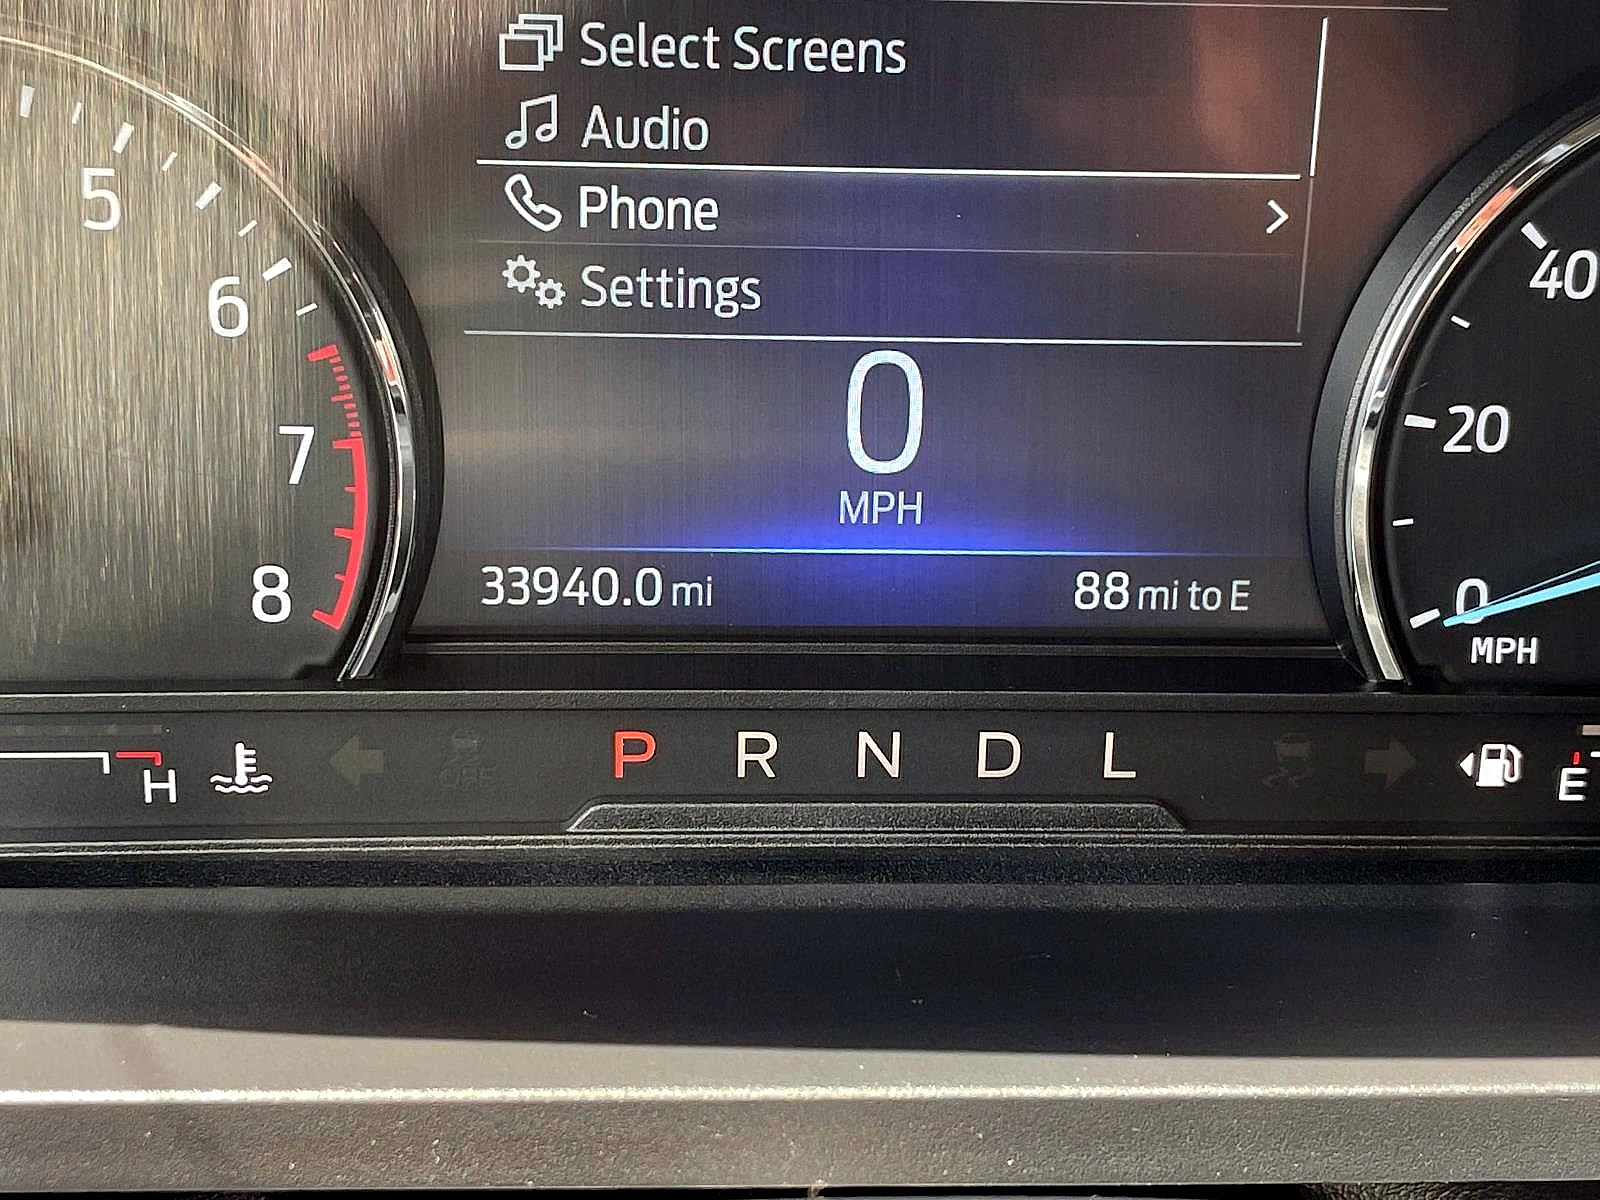 Select Screens
Audio
Phone
Settings
5
6
7
8
0
MPH
33940.0 mi
88 mi to E
40
20
0
MPH
H
OFF
P R N D L
E